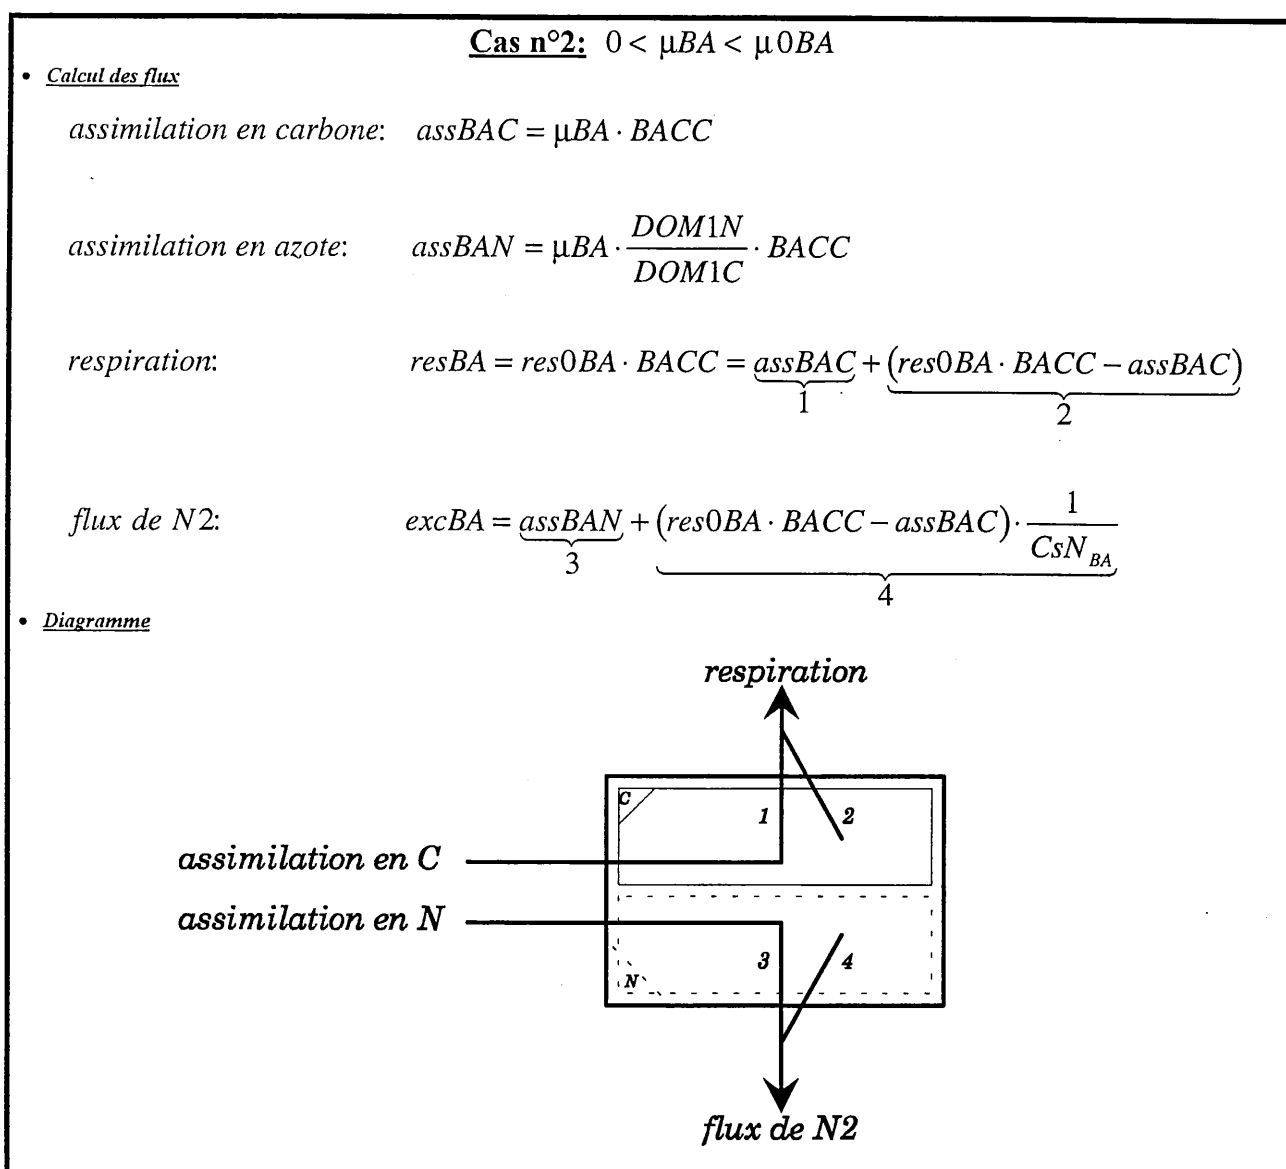 Cas n°2: 0 < µBA < µ0BA
• Calcul des flux
assimilation en carbone: assBAC = µBA · BACC
assimilation en azote: assBAN = µBA · DOM1N / DOM1C · BACC
respiration: resBA = res0BA · BACC = assBAC + (res0BA · BACC − assBAC)
1 2
flux de N2: excBA = assBAN + (res0BA · BACC − assBAC) · 1 / CsN_BA
3 4
• Diagramme
respiration
C 1 2
assimilation en C
assimilation en N
N 3 4
flux de N2